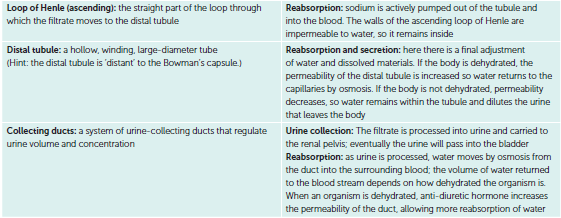 Loop of Henle (ascending): the straight part of the loop through
which the filtrate moves to the distal tubule
Reabsorption: sodium is actively pumped out of the tubule and
into the blood. The walls of the ascending loop of Henle are
impermeable to water, so it remains inside
Distal tubule: a hollow, winding, large-diameter tube
(Hint: the distal tubule is 'distant' to the Bowman's capsule.)
Reabsorption and secretion: here there is a final adjustment
of water and dissolved materials. If the body is dehydrated, the
permeability of the distal tubule is increased so water returns to the
capillaries by osmosis. If the body is not dehydrated, permeability
decreases, so water remains within the tubule and dilutes the urine
that leaves the body
Collecting ducts: a system of urine-collecting ducts that regulate
urine volume and concentration
Urine collection: The filtrate is processed into urine and carried to
the renal pelvis; eventually the urine will pass into the bladder
Reabsorption: as urine is processed, water moves by osmosis from
the duct into the surrounding blood; the volume of water returned
to the blood stream depends on how dehydrated the organism is.
When an organism is dehydrated, anti-diuretic hormone increases
the permeability of the duct, allowing more reabsorption of water